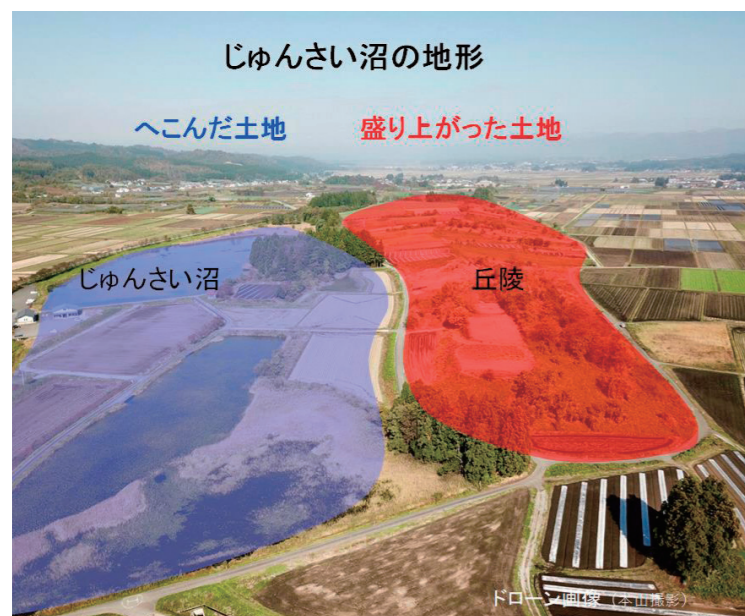 じゅんさい沼の地形
へこんだ土地
盛り上がった土地
じゅんさい沼
丘陵
ドローン画像（本山撮影）